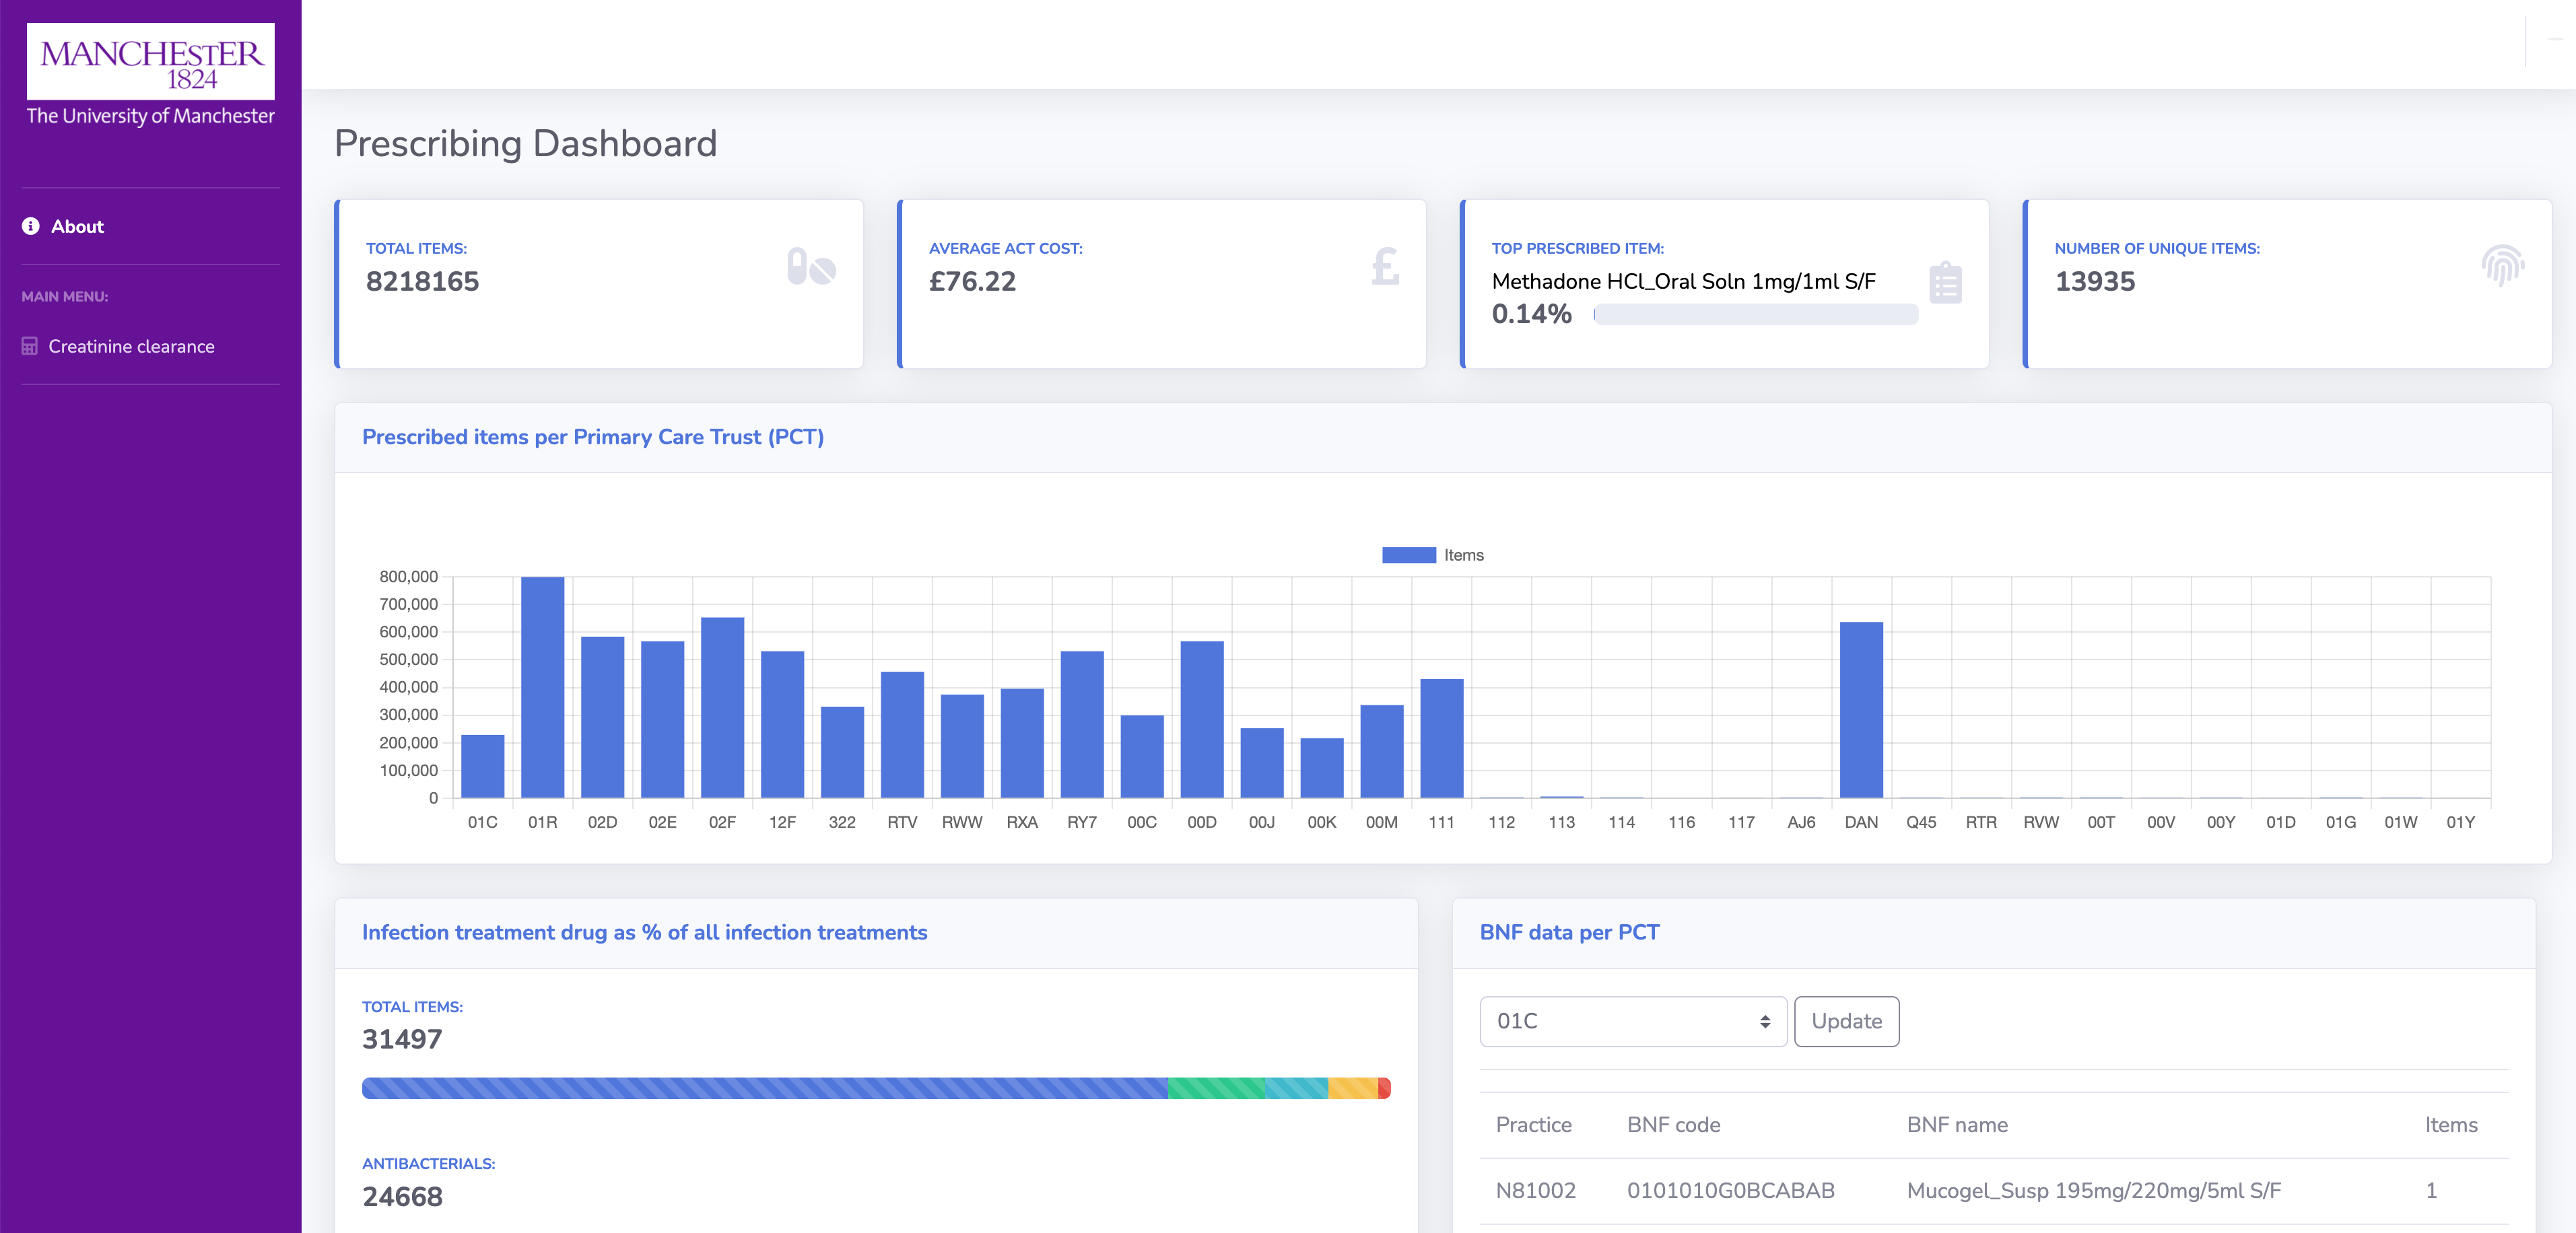 MANCHESTER
1824
The University of Manchester
About
MAIN MENU:
Creatinine clearance
Prescribing Dashboard
TOTAL ITEMS:
8218165
AVERAGE ACT COST:
£76.22
£
TOP PRESCRIBED ITEM:
Methadone HCl_Oral Soln 1mg/1ml S/F
0.14%
NUMBER OF UNIQUE ITEMS:
13935
Prescribed items per Primary Care Trust (PCT)
Items
800,000
700,000
600,000
500,000
400,000
300,000
200,000
100,000
0
01C 01R 02D 02E 02F 12F 322 RTV RWW RXA RY7 00C 00D 00J 00K 00M 111 112 113 114 116 117 AJ6 DAN Q45 RTR RVW 00T 00V 00Y 01D 01G 01W 01Y
Infection treatment drug as % of all infection treatments
TOTAL ITEMS:
31497
ANTIBACTERIALS:
24668
BNF data per PCT
01C Update
Practice BNF code BNF name Items
N81002 0101010G0BCABAB Mucogel_Susp 195mg/220mg/5ml S/F 1